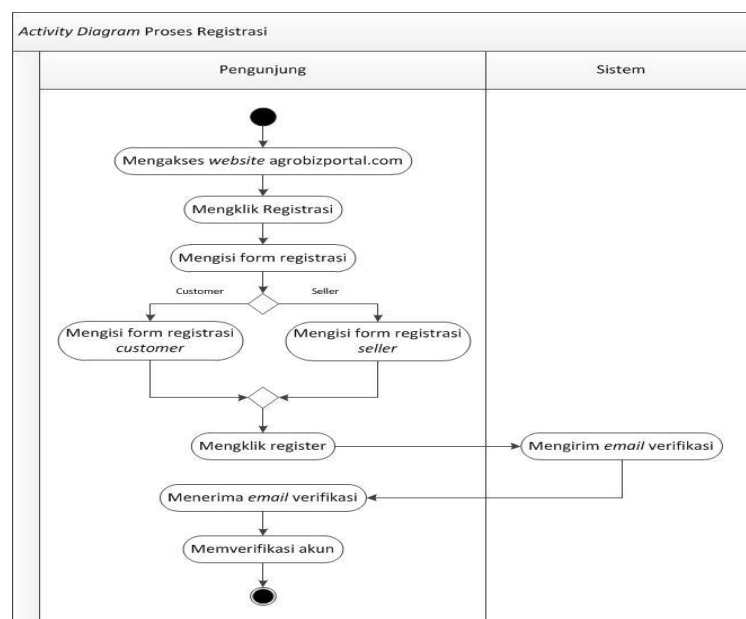 Activity Diagram Proses Registrasi
Pengunjung
Sistem
Mengakses website agrobizportal.com
Mengklik Registrasi
Mengisi form registrasi
Customer
Seller
Mengisi form registrasi
customer
Mengisi form registrasi
seller
Mengklik register
Mengirim email verifikasi
Menerima email verifikasi
Memverifikasi akun